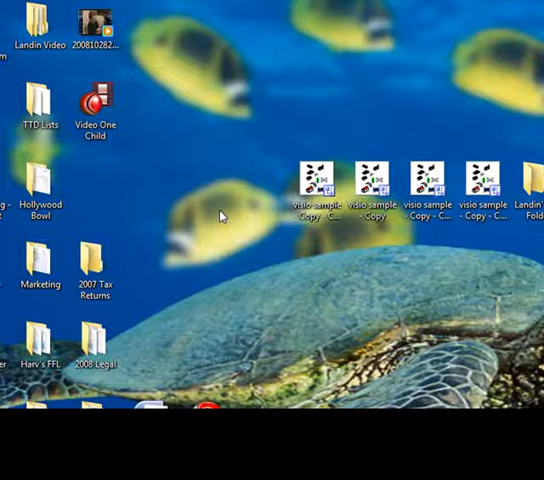 Landin Video
200810282...
TTD Lists
Video One
Child
Hollywood
Bowl
visio sample
- Copy - C...
visio sample
- Copy
visio sample
- Copy - C...
visio sample
- Copy - C...
Landin'
Fold
Marketing
2007 Tax
Returns
Harv's FFL
2008 Legal